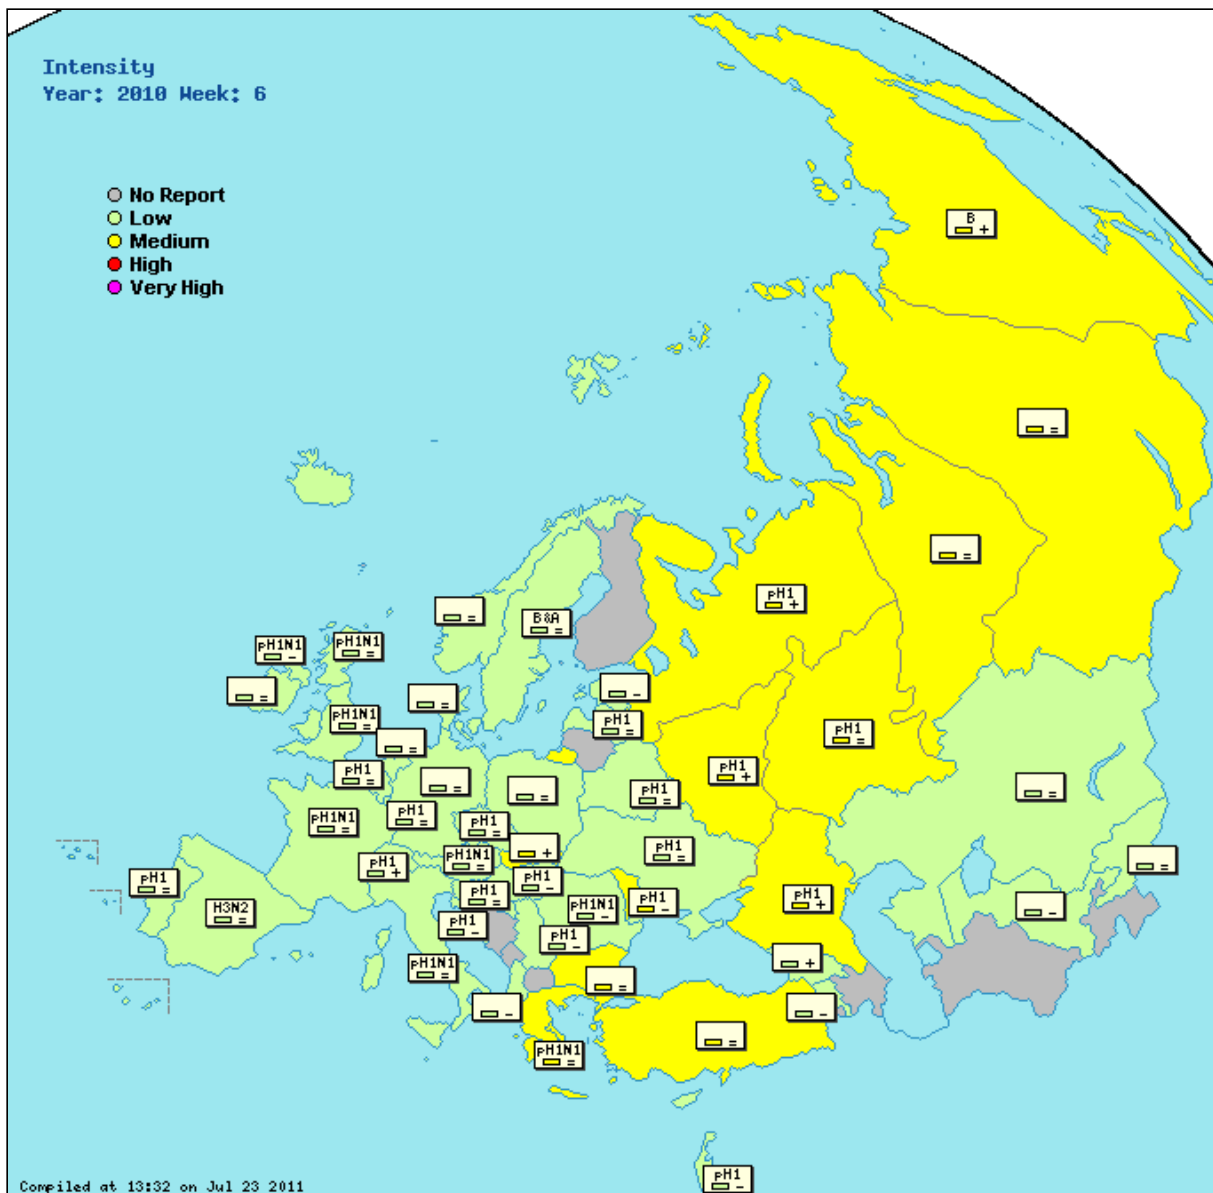 Intensity
Year: 2010 Week: 6
No Report
Low
Medium
High
Very High
B
+
=
=
pH1
+
=
B&A
=
pH1N1
-
pH1N1
=
=
=
-
pH1
=
pH1N1
=
=
pH1
=
pH1
+
pH1
=
=
=
pH1
=
=
pH1
=
pH1N1
=
pH1
=
+
pH1
=
pH1N1
=
pH1
+
=
pH1
=
pH1
-
pH1
=
H3N2
=
pH1N1
-
pH1
-
pH1
+
-
pH1
-
pH1
-
pH1N1
=
+
=
-
-
=
pH1N1
=
pH1
-
Compiled at 13:32 on Jul 23 2011